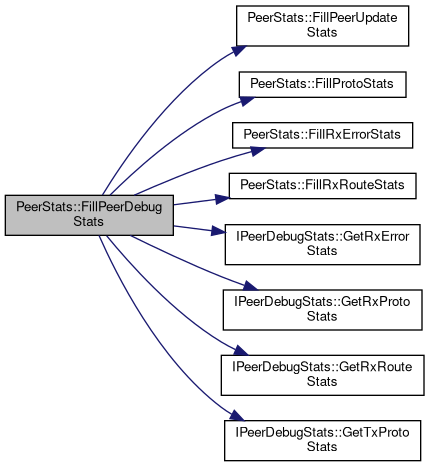 PeerStats::FillPeerDebug
Stats
PeerStats::FillPeerUpdate
Stats
PeerStats::FillProtoStats
PeerStats::FillRxErrorStats
PeerStats::FillRxRouteStats
IPeerDebugStats::GetRxError
Stats
IPeerDebugStats::GetRxProto
Stats
IPeerDebugStats::GetRxRoute
Stats
IPeerDebugStats::GetTxProto
Stats